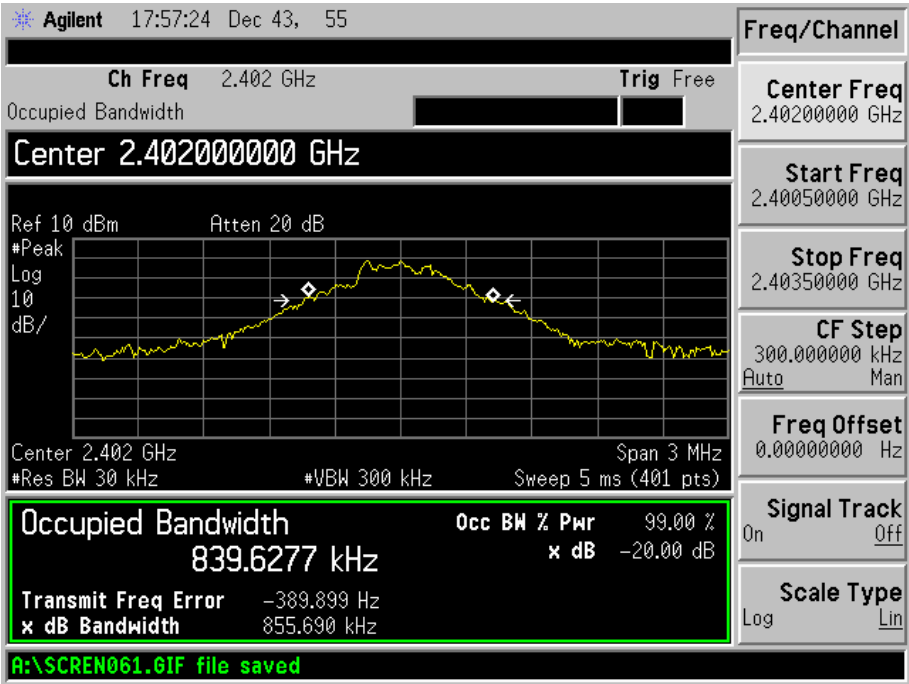 Agilent 17:57:24 Dec 43, 55
Ch Freq 2.402 GHz Trig Free
Occupied Bandwidth
Center 2.402000000 GHz
Ref 10 dBm Atten 20 dB
#Peak
Log
10
dB/
Center 2.402 GHz Span 3 MHz
#Res BW 30 kHz #VBW 300 kHz Sweep 5 ms (401 pts)
Occupied Bandwidth
839.6277 kHz
Occ BW % Pwr 99.00 %
x dB -20.00 dB
Transmit Freq Error -389.899 Hz
x dB Bandwidth 855.690 kHz
A:\SCREN061.GIF file saved
Freq/Channel
Center Freq
2.40200000 GHz
Start Freq
2.40050000 GHz
Stop Freq
2.40350000 GHz
CF Step
300.000000 kHz
Auto Man
Freq Offset
0.00000000 Hz
Signal Track
On Off
Scale Type
Log Lin